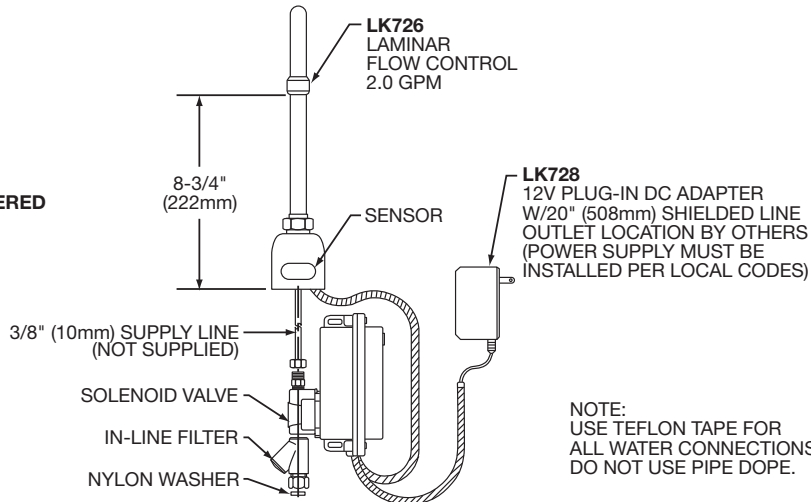 LK726
LAMINAR
FLOW CONTROL
2.0 GPM
8-3/4"
(222mm)
SENSOR
LK728
12V PLUG-IN DC ADAPTER
W/20" (508mm) SHIELDED LINE
OUTLET LOCATION BY OTHERS
(POWER SUPPLY MUST BE
INSTALLED PER LOCAL CODES)
3/8" (10mm) SUPPLY LINE
(NOT SUPPLIED)
SOLENOID VALVE
IN-LINE FILTER
NYLON WASHER
NOTE:
USE TEFLON TAPE FOR
ALL WATER CONNECTIONS
DO NOT USE PIPE DOPE.